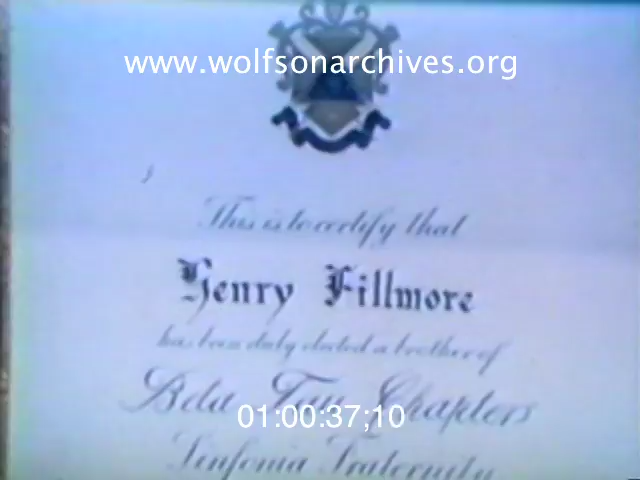 www.wolfsonarchives.org
This is to certify that
Henry Fillmore
has been duly elected a brother of
Beta Tau Chapters
01:00:37;10
Sinfonia Fraternity